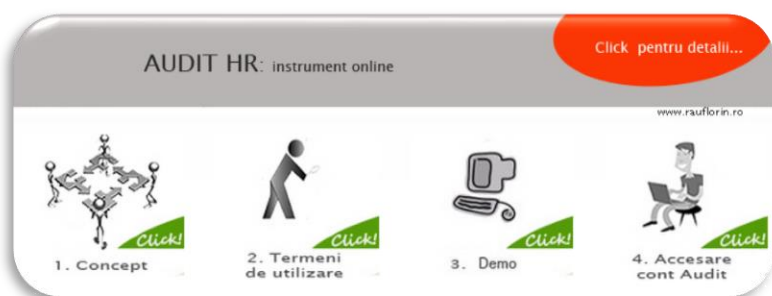 AUDIT HR: instrument online
Click pentru detalii...
www.rauflorin.ro
Click!
Click!
Click!
Click!
1. Concept
2. Termeni
de utilizare
3. Demo
4. Accesare
cont Audit